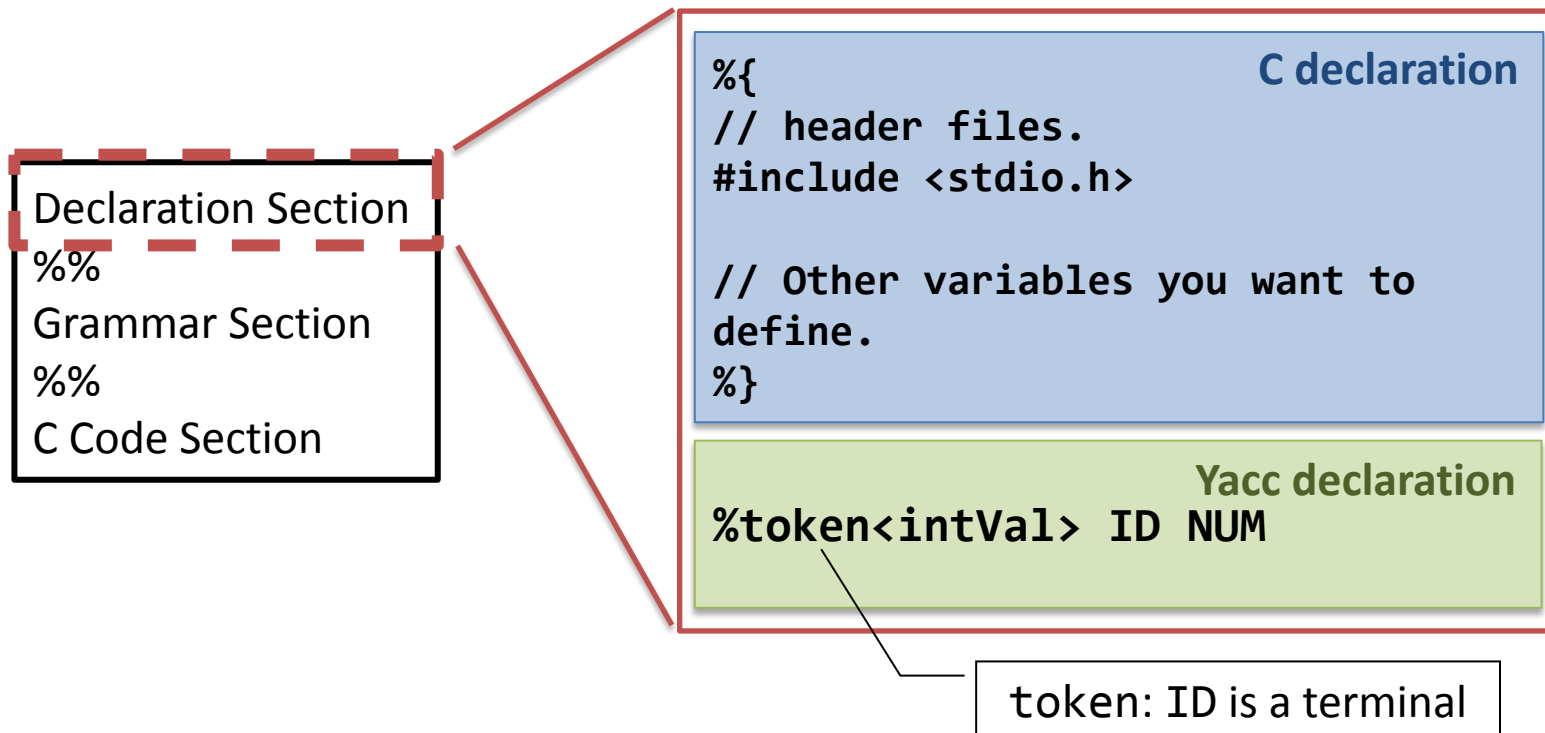 Declaration Section
%%
Grammar Section
%%
C Code Section
C declaration
%{
// header files.
#include <stdio.h>
// Other variables you want to
define.
%}
Yacc declaration
%token<intVal> ID NUM
token: ID is a terminal